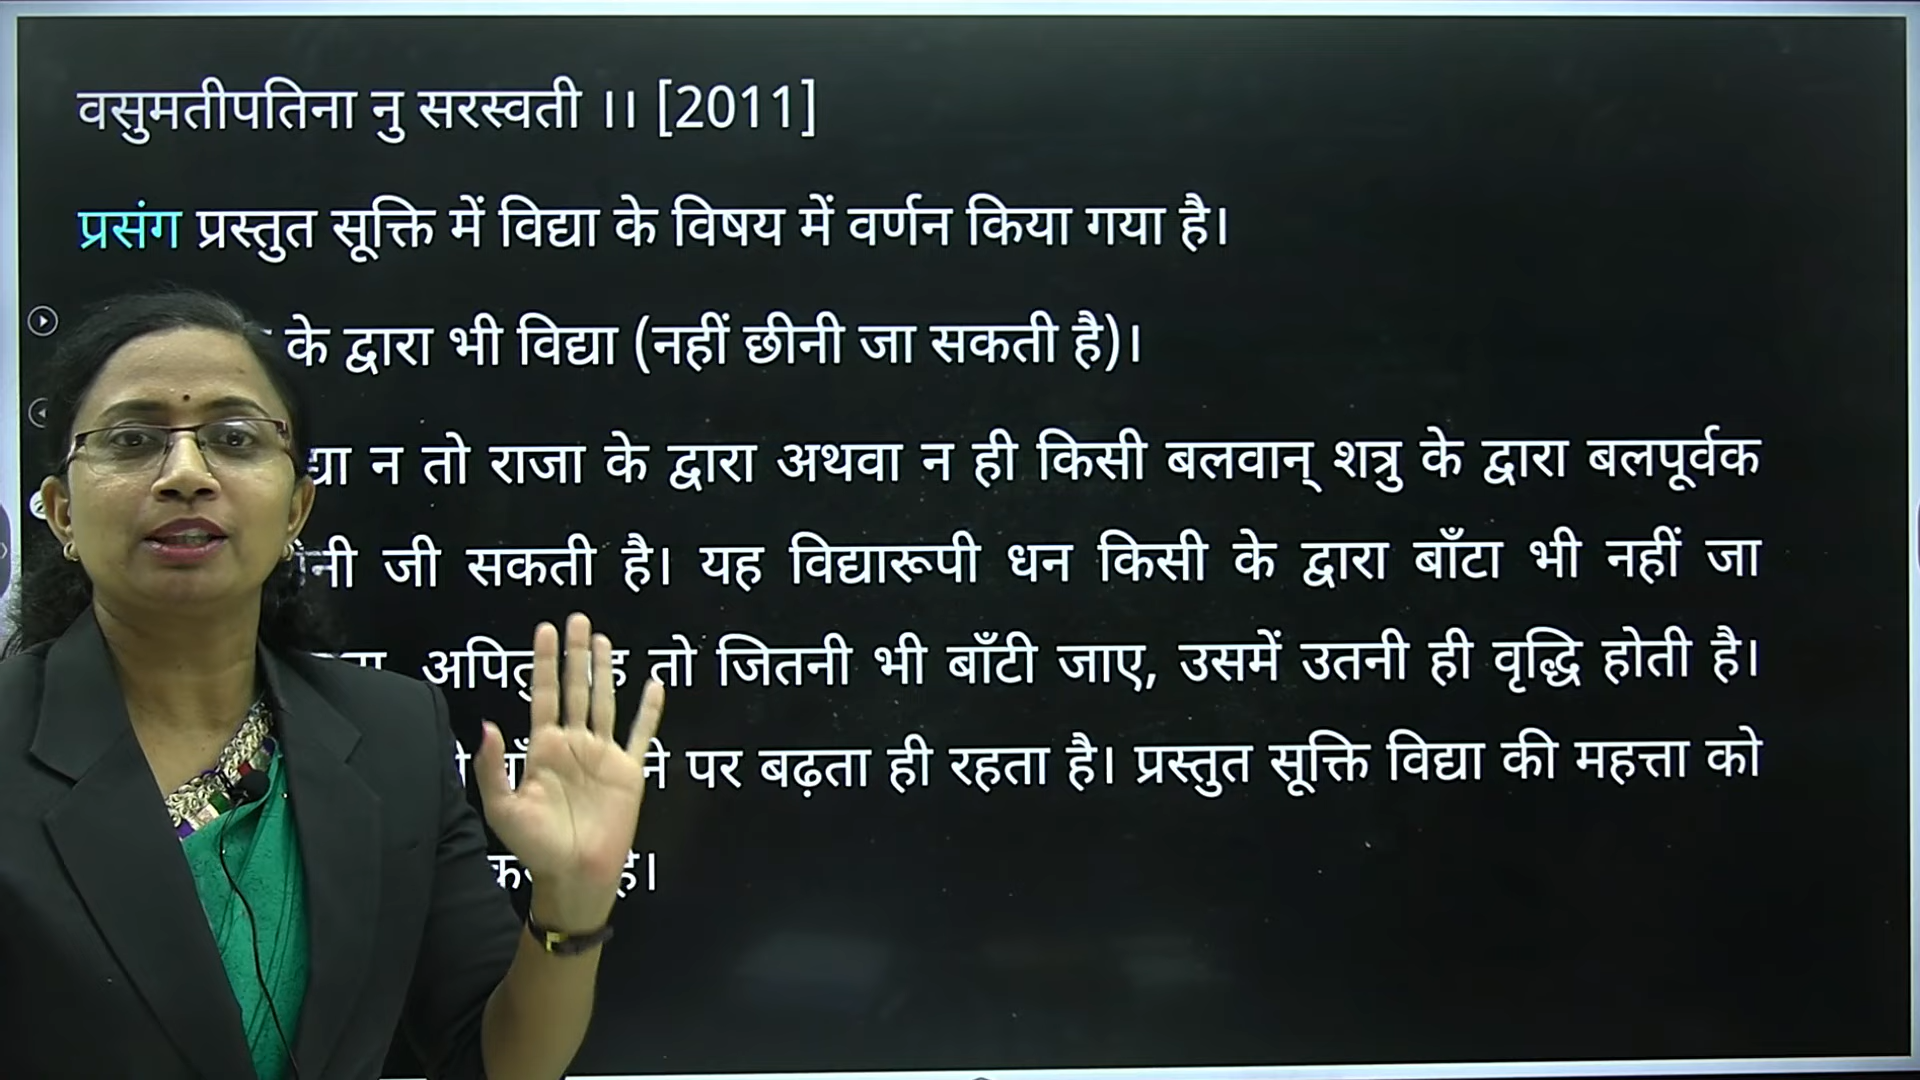 वसुमतीपतिना नु सरस्वती ।। [2011]
प्रसंग प्रस्तुत सूक्ति में विद्या के विषय में वर्णन किया गया है।
के द्वारा भी विद्या (नहीं छीनी जा सकती है)।
न तो राजा के द्वारा अथवा न ही किसी बलवान् शत्रु के द्वारा बलपूर्वक
जी सकती है। यह विद्यारूपी धन किसी के द्वारा बाँटा भी नहीं जा
तो जितनी भी बाँटी जाए, उसमें उतनी ही वृद्धि होती है।
पर बढ़ता ही रहता है। प्रस्तुत सूक्ति विद्या की महत्ता को
है।